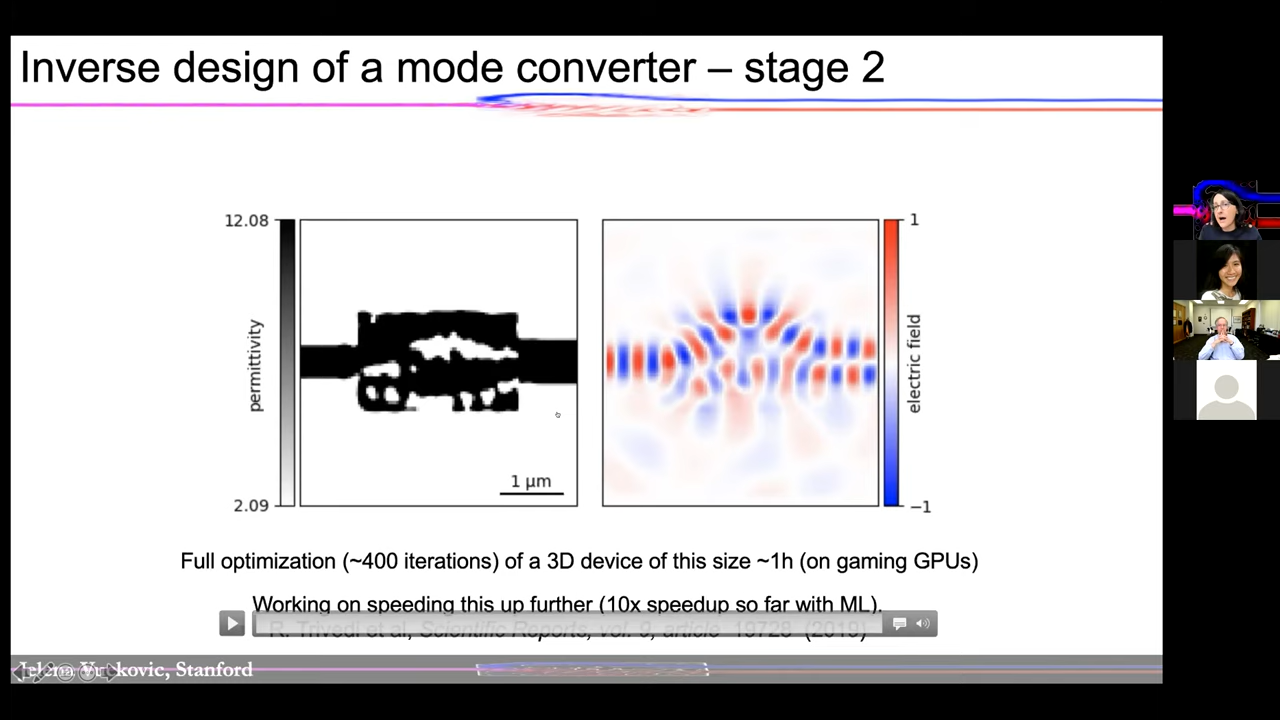 Inverse design of a mode converter – stage 2
12.08
permittivity
2.09
1 µm
1
electric field
−1
Full optimization (~400 iterations) of a 3D device of this size ~1h (on gaming GPUs)
Working on speeding this up further (10x speedup so far with ML).
R. Trivedi et al, Scientific Reports, vol. 9, article 19728 (2019)
Jelena Vuckovic, Stanford